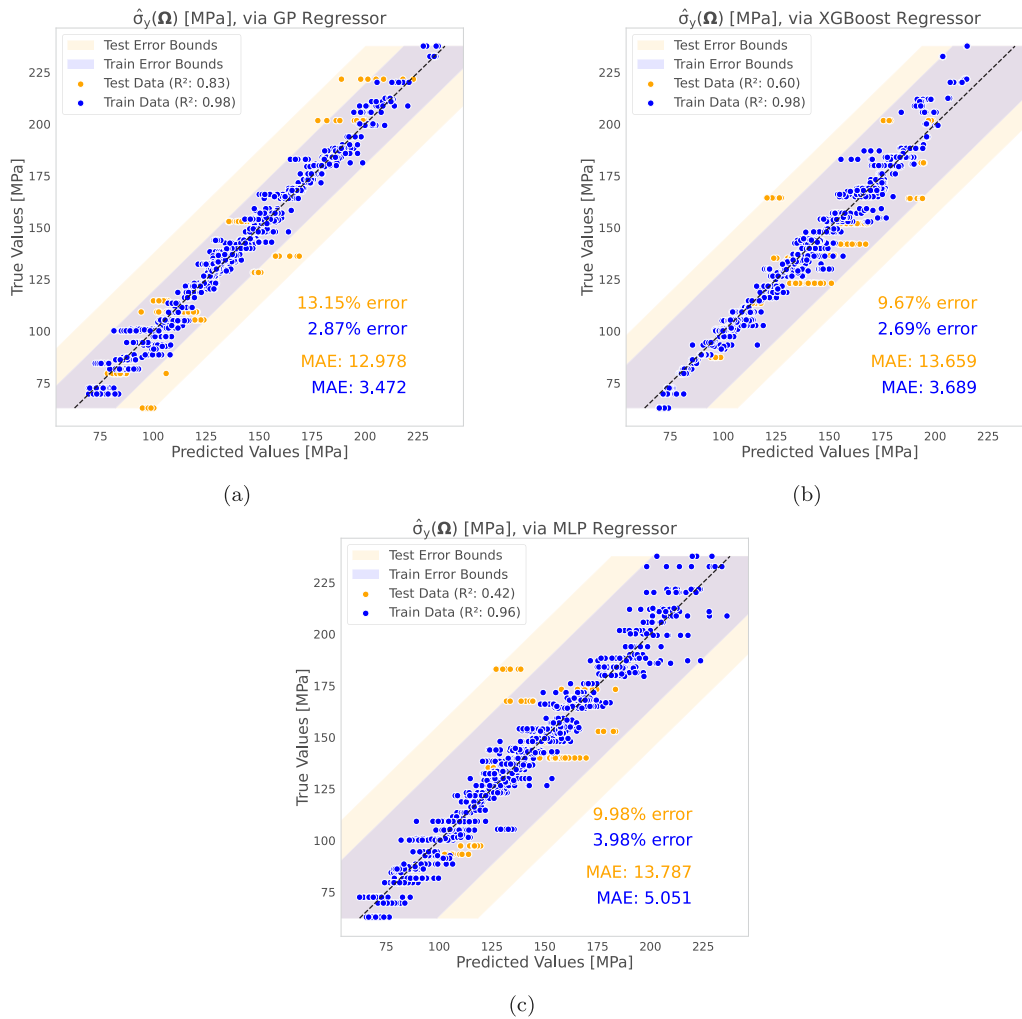 σ̂y(Ω) [MPa], via GP Regressor
Test Error Bounds
Train Error Bounds
Test Data (R²: 0.83)
Train Data (R²: 0.98)
True Values [MPa]
225
200
175
150
125
100
75
13.15% error
2.87% error
MAE: 12.978
MAE: 3.472
75 100 125 150 175 200 225
Predicted Values [MPa]
(a)
σ̂y(Ω) [MPa], via XGBoost Regressor
Test Error Bounds
Train Error Bounds
Test Data (R²: 0.60)
Train Data (R²: 0.98)
True Values [MPa]
225
200
175
150
125
100
75
9.67% error
2.69% error
MAE: 13.659
MAE: 3.689
75 100 125 150 175 200 225
Predicted Values [MPa]
(b)
σ̂y(Ω) [MPa], via MLP Regressor
Test Error Bounds
Train Error Bounds
Test Data (R²: 0.42)
Train Data (R²: 0.96)
True Values [MPa]
225
200
175
150
125
100
75
9.98% error
3.98% error
MAE: 13.787
MAE: 5.051
75 100 125 150 175 200 225
Predicted Values [MPa]
(c)